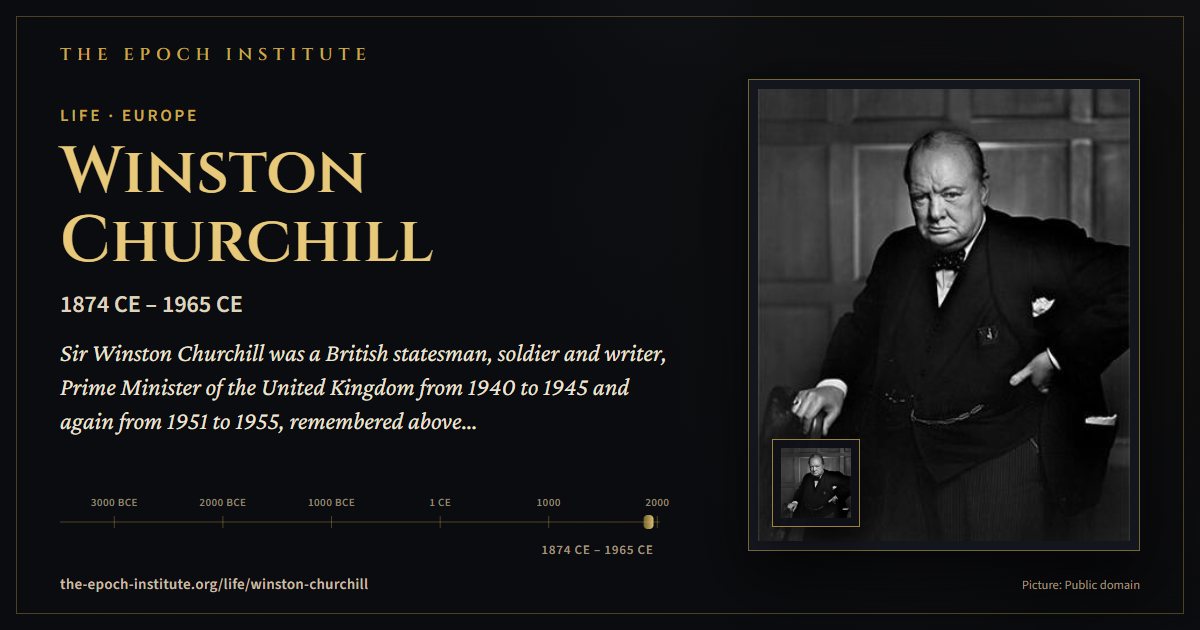 THE EPOCH INSTITUTE
LIFE · EUROPE
WINSTON
CHURCHILL
1874 CE – 1965 CE
Sir Winston Churchill was a British statesman, soldier and writer,
Prime Minister of the United Kingdom from 1940 to 1945 and
again from 1951 to 1955, remembered above...
3000 BCE 2000 BCE 1000 BCE 1 CE 1000 2000
1874 CE – 1965 CE
the-epoch-institute.org/life/winston-churchill
Picture: Public domain